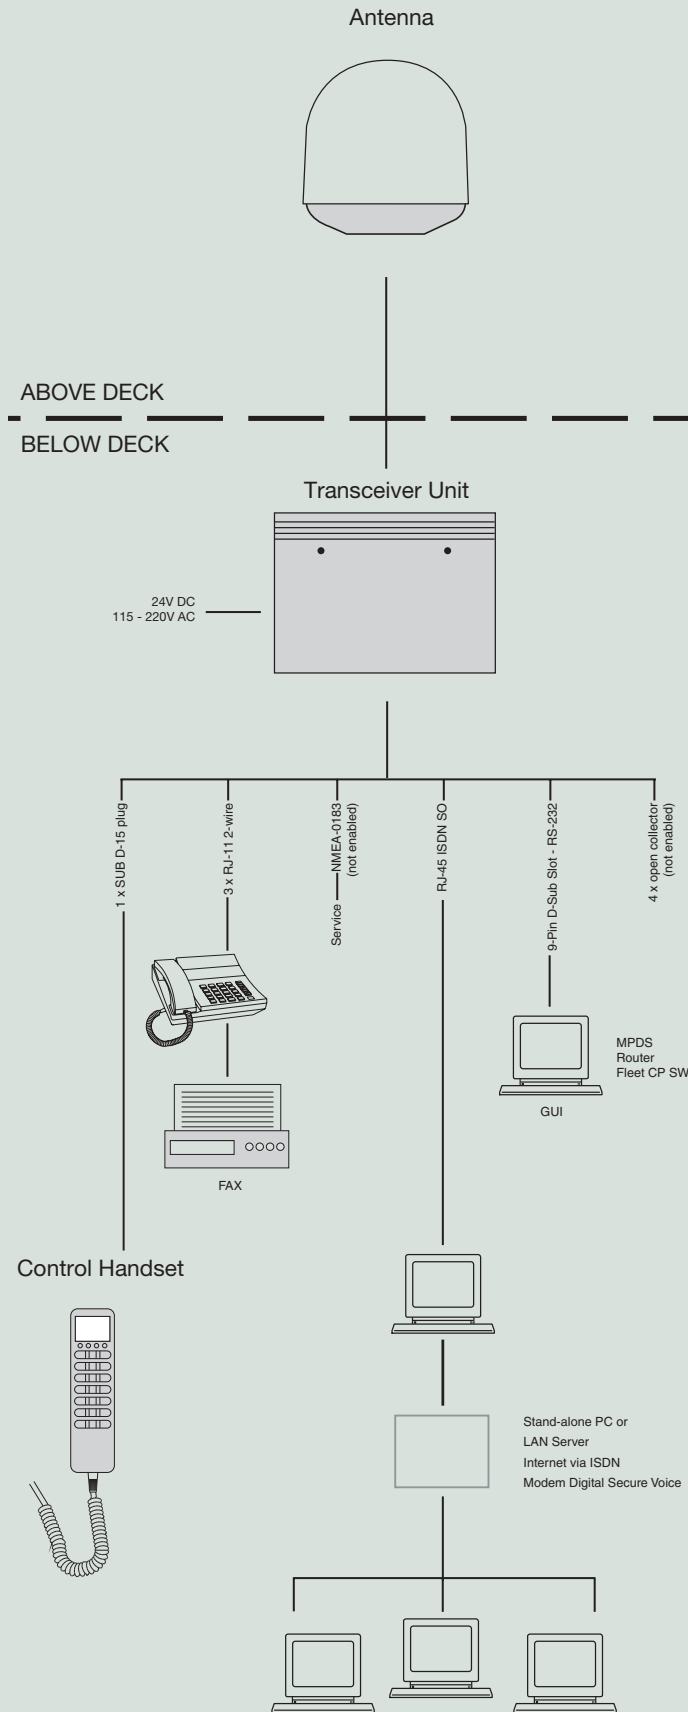 Antenna
ABOVE DECK
BELOW DECK
Transceiver Unit
24V DC
115 - 220V AC
1 x SUB D-15 plug
3 x RJ-11 2-wire
Service
NMEA-0183
(not enabled)
RJ-45 ISDN SO
9-Pin D-Sub Slot - RS-232
4 x open collector
(not enabled)
MPDS
Router
Fleet CP SW
GUI
FAX
Control Handset
Stand-alone PC or
LAN Server
Internet via ISDN
Modem Digital Secure Voice